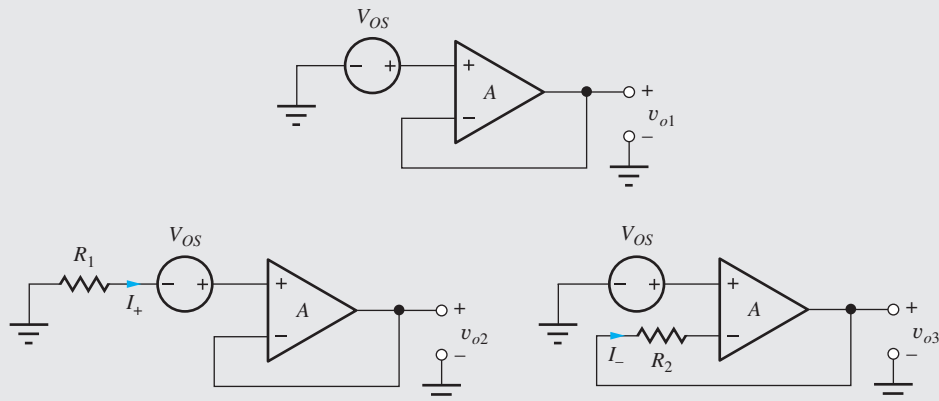 V_OS
− +
+
−
A
+
v_o1
−
R_1
I_+
V_OS
− +
+
−
A
+
v_o2
−
V_OS
− +
+
−
A
I_−
R_2
+
v_o3
−